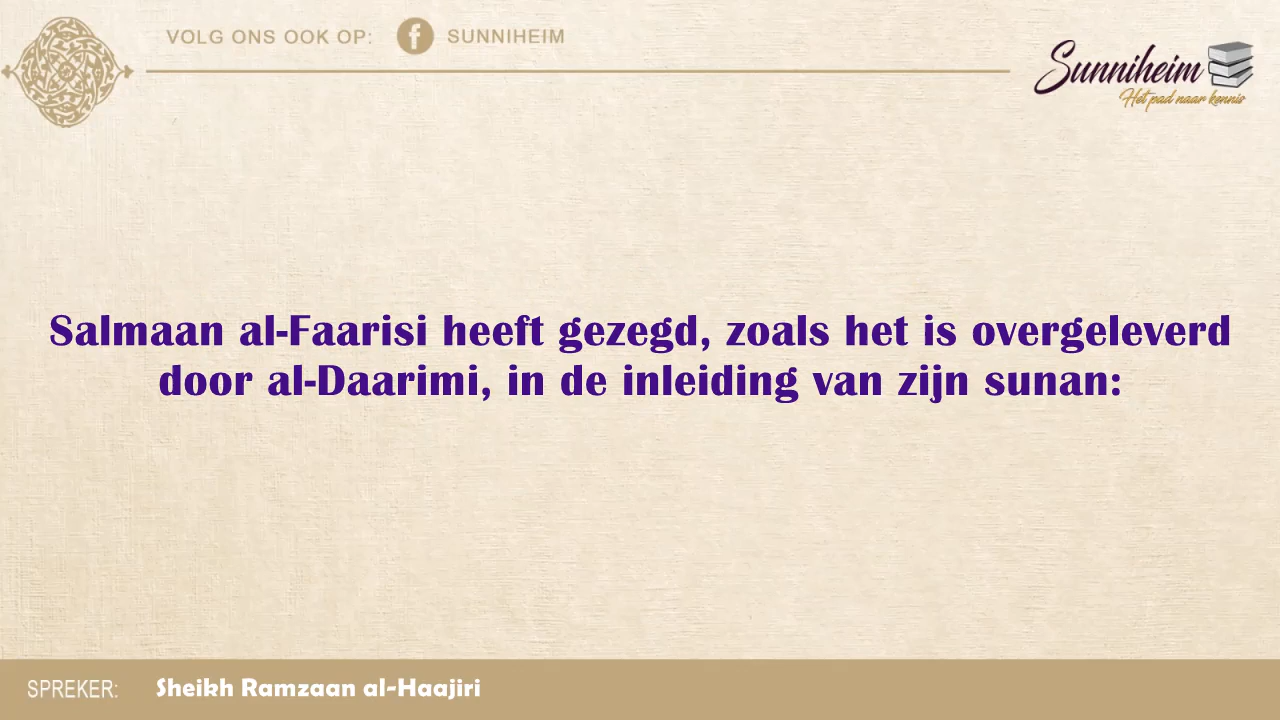 VOLG ONS OOK OP: f SUNNIHEIM
Sunniheim
Het pad naar kennis
Salmaan al-Faarisi heeft gezegd, zoals het is overgeleverd
door al-Daarimi, in de inleiding van zijn sunan:
SPREKER: Sheikh Ramzaan al-Haajiri